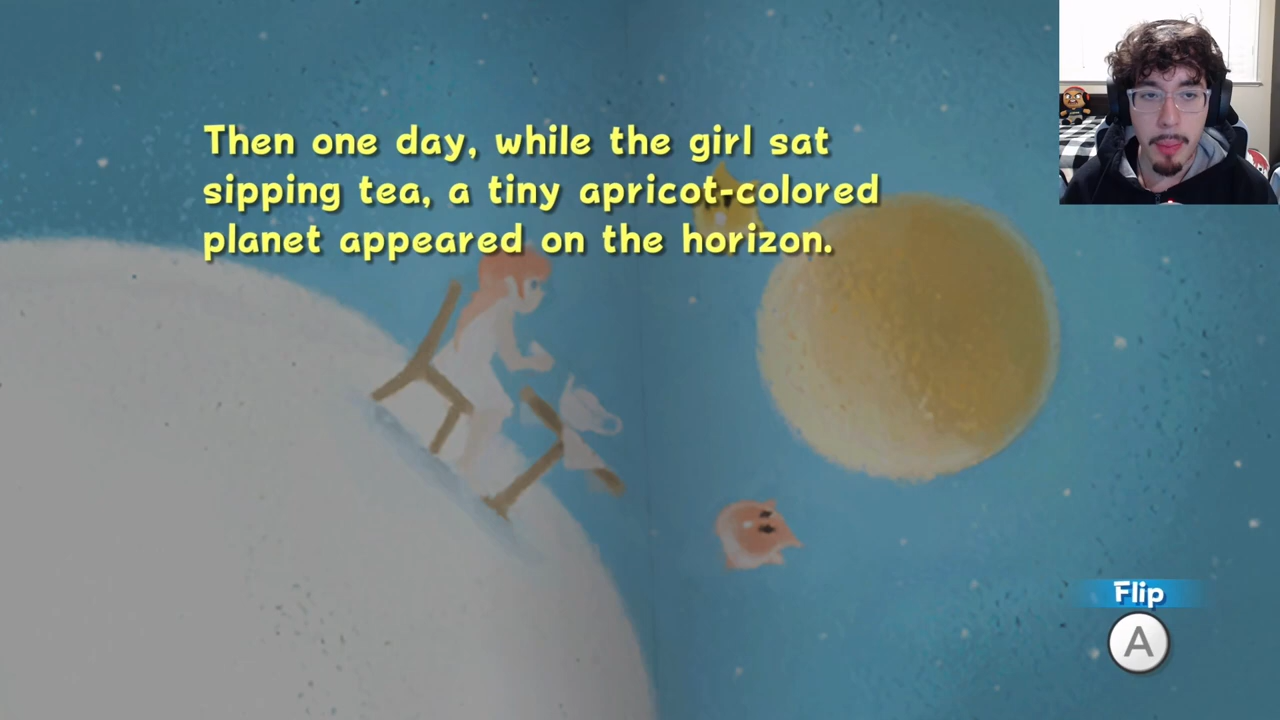 Then one day, while the girl sat
sipping tea, a tiny apricot-colored
planet appeared on the horizon.
Flip
A